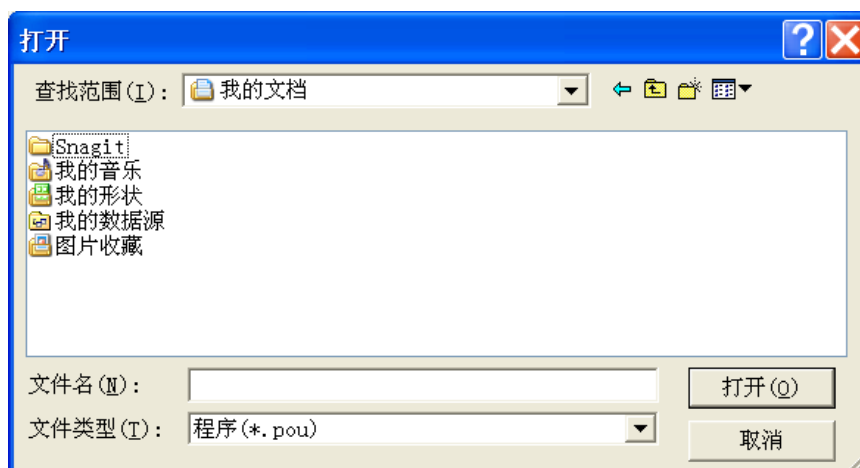 打开
查找范围(I): 我的文档
Snagit
我的音乐
我的形状
我的数据源
图片收藏
文件名(N): 打开(O)
文件类型(T): 程序(*.pou) 取消